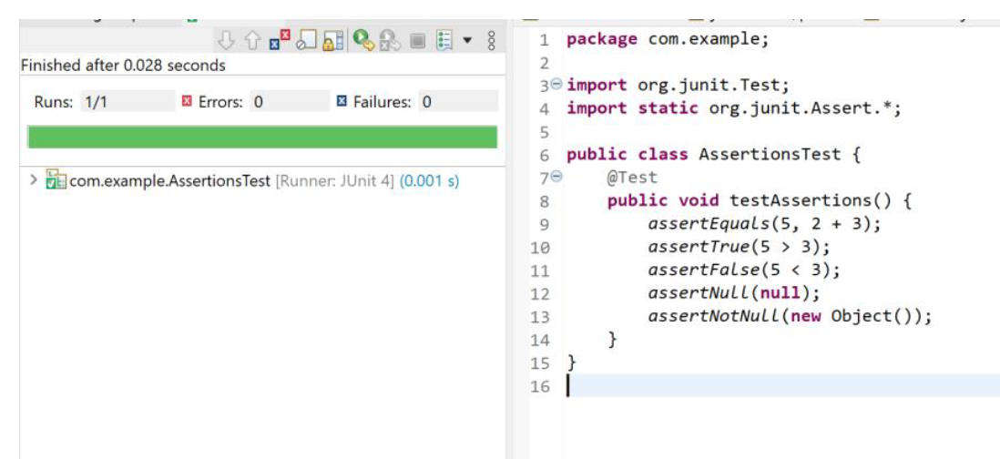 Finished after 0.028 seconds
Runs: 1/1 Errors: 0 Failures: 0
com.example.AssertionsTest [Runner: JUnit 4] (0.001 s)
1 package com.example;
2
3 import org.junit.Test;
4 import static org.junit.Assert.*;
5
6 public class AssertionsTest {
7 @Test
8 public void testAssertions() {
9 assertEquals(5, 2 + 3);
10 assertTrue(5 > 3);
11 assertFalse(5 < 3);
12 assertNull(null);
13 assertNotNull(new Object());
14 }
15 }
16